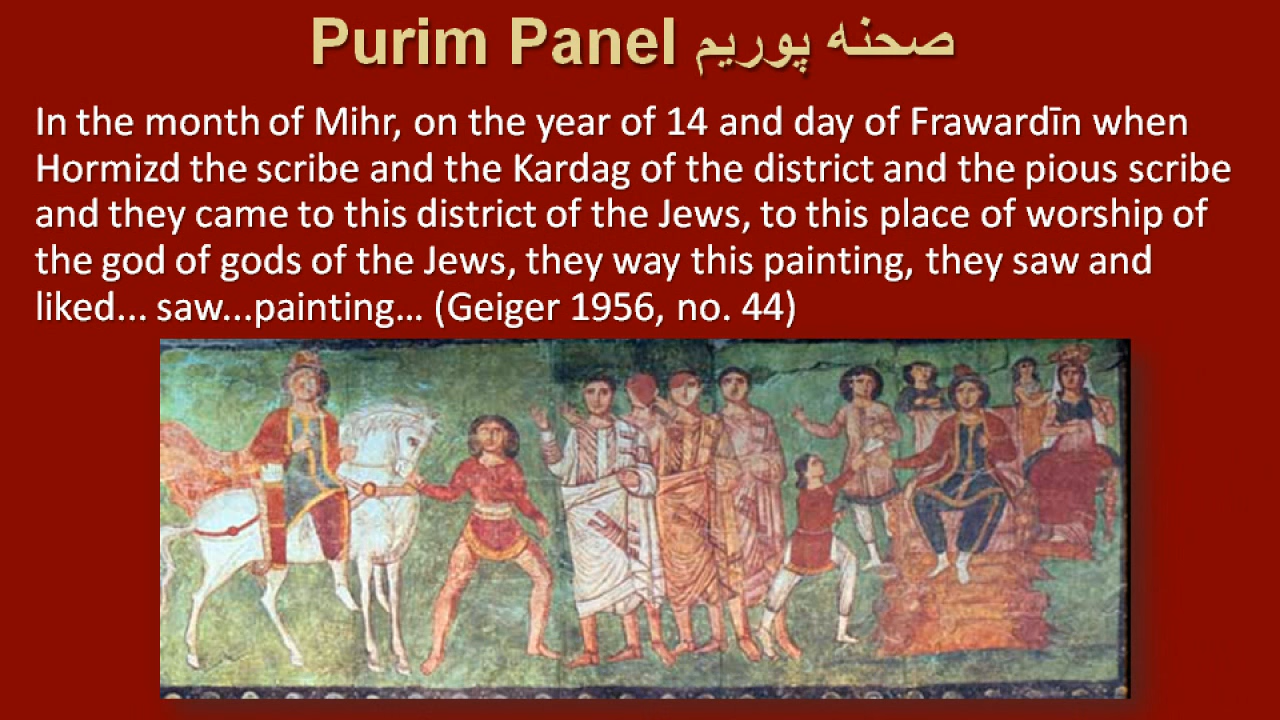 Purim Panel صحنه پوریم
In the month of Mihr, on the year of 14 and day of Frawardīn when
Hormizd the scribe and the Kardag of the district and the pious scribe
and they came to this district of the Jews, to this place of worship of
the god of gods of the Jews, they way this painting, they saw and
liked... saw...painting... (Geiger 1956, no. 44)